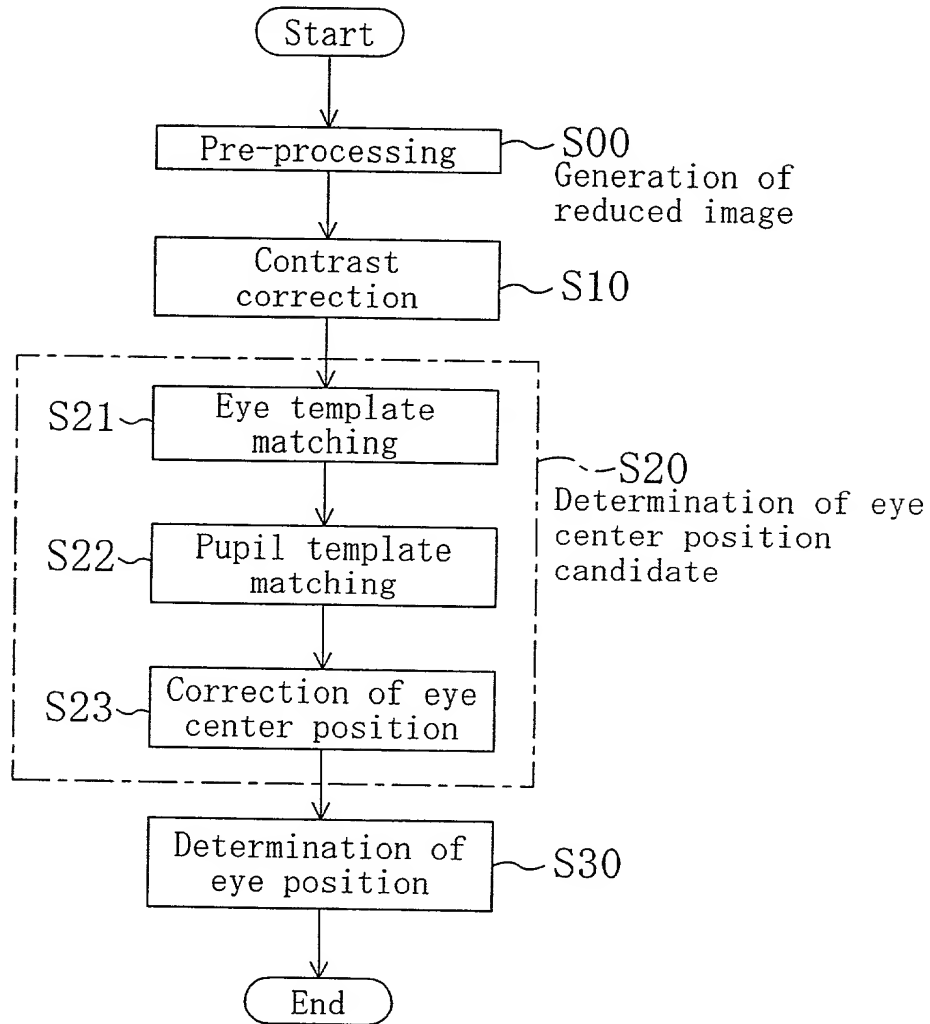 Start
Pre-processing
S00
Generation of
reduced image
Contrast
correction
S10
S21
Eye template
matching
S20
Determination of eye
center position
candidate
S22
Pupil template
matching
S23
Correction of eye
center position
Determination of
eye position
S30
End